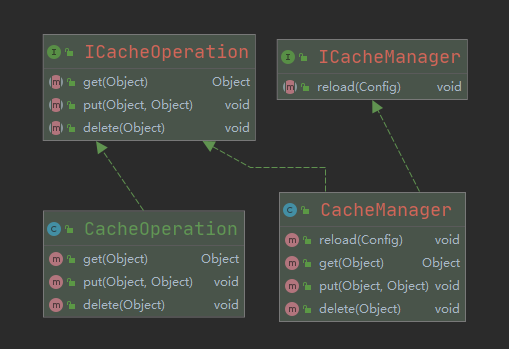 ICacheOperation
get(Object) Object
put(Object, Object) void
delete(Object) void
ICacheManager
reload(Config) void
CacheOperation
get(Object) Object
put(Object, Object) void
delete(Object) void
CacheManager
reload(Config) void
get(Object) Object
put(Object, Object) void
delete(Object) void